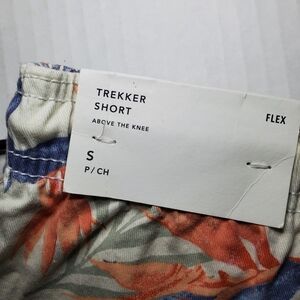 TREKKER
SHORT
FLEX
ABOVE THE KNEE
S
P/CH